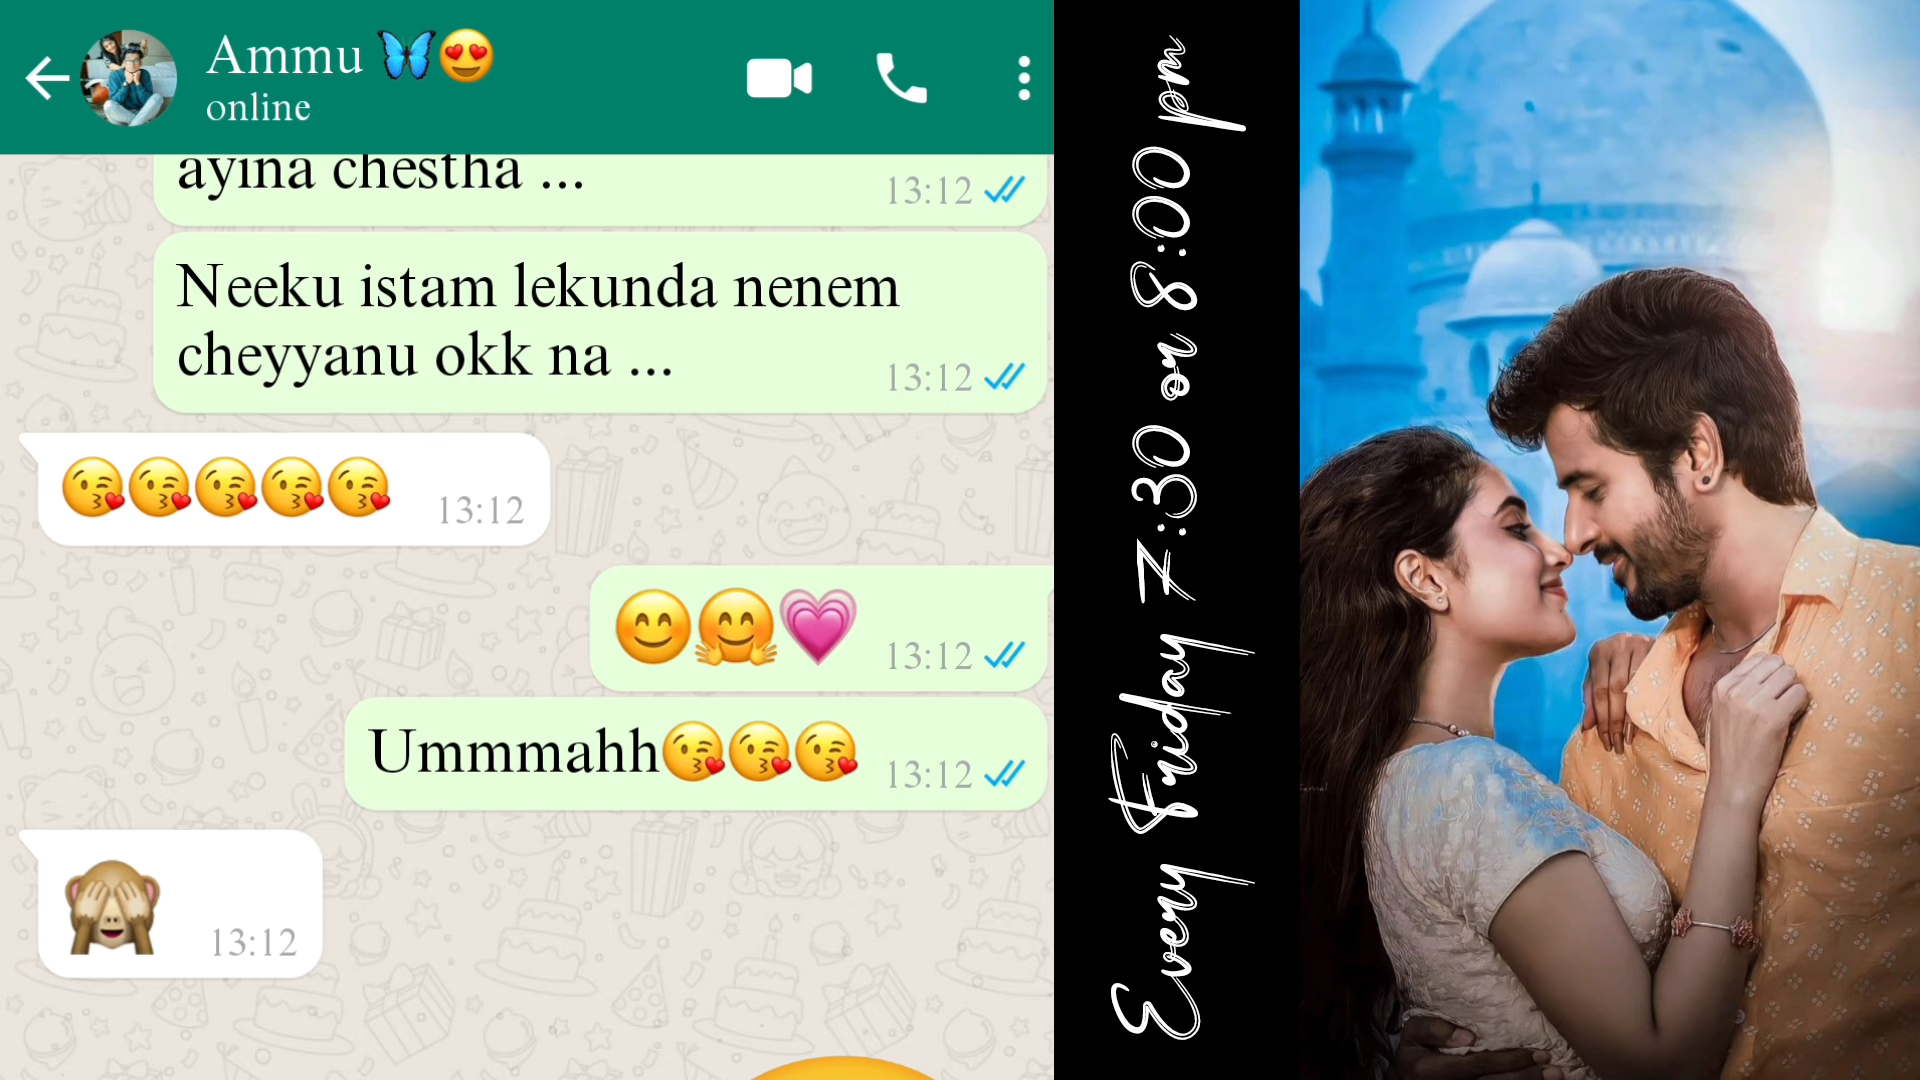 Ammu 🦋😍
online
ayina chestha ...
13:12
Neeku istam lekunda nenem
cheyyanu okk na ...
13:12
😘😘😘😘😘
13:12
😊🤗💗
13:12
Ummmahh😘😘😘
13:12
🙈
13:12
Every Friday 7:30 or 8:00 pm